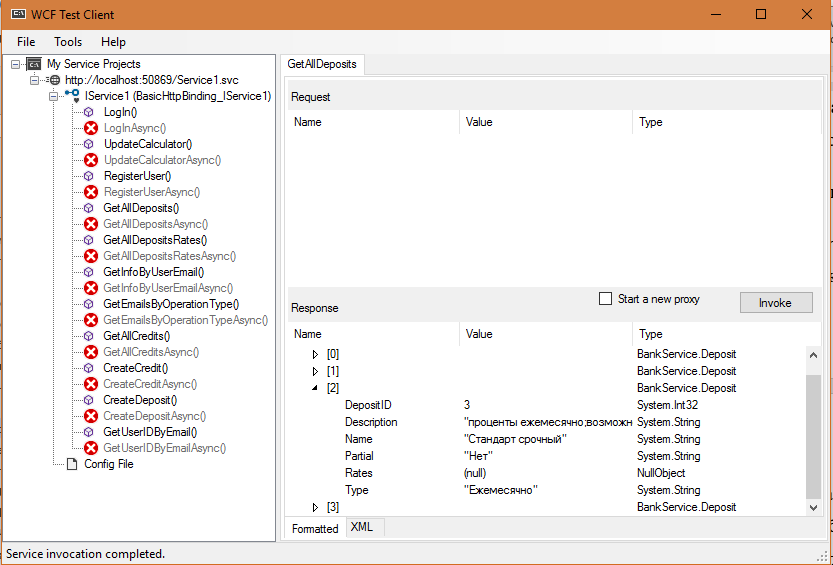 WCF Test Client
File Tools Help
My Service Projects
http://localhost:50869/Service1.svc
IService1 (BasicHttpBinding_IService1)
LogIn()
LogInAsync()
UpdateCalculator()
UpdateCalculatorAsync()
RegisterUser()
RegisterUserAsync()
GetAllDeposits()
GetAllDepositsAsync()
GetAllDepositsRates()
GetAllDepositsRatesAsync()
GetInfoByUserEmail()
GetInfoByUserEmailAsync()
GetEmailsByOperationType()
GetEmailsByOperationTypeAsync()
GetAllCredits()
GetAllCreditsAsync()
CreateCredit()
CreateCreditAsync()
CreateDeposit()
CreateDepositAsync()
GetUserIDByEmail()
GetUserIDByEmailAsync()
Config File
GetAllDeposits
Request
Name Value Type
Start a new proxy Invoke
Response
Name Value Type
[0] BankService.Deposit
[1] BankService.Deposit
[2] BankService.Deposit
DepositID 3 System.Int32
Description "проценты ежемесячно;возможн System.String
Name "Стандарт срочный" System.String
Partial "Нет" System.String
Rates (null) NullObject
Type "Ежемесячно" System.String
[3] BankService.Deposit
Formatted XML
Service invocation completed.